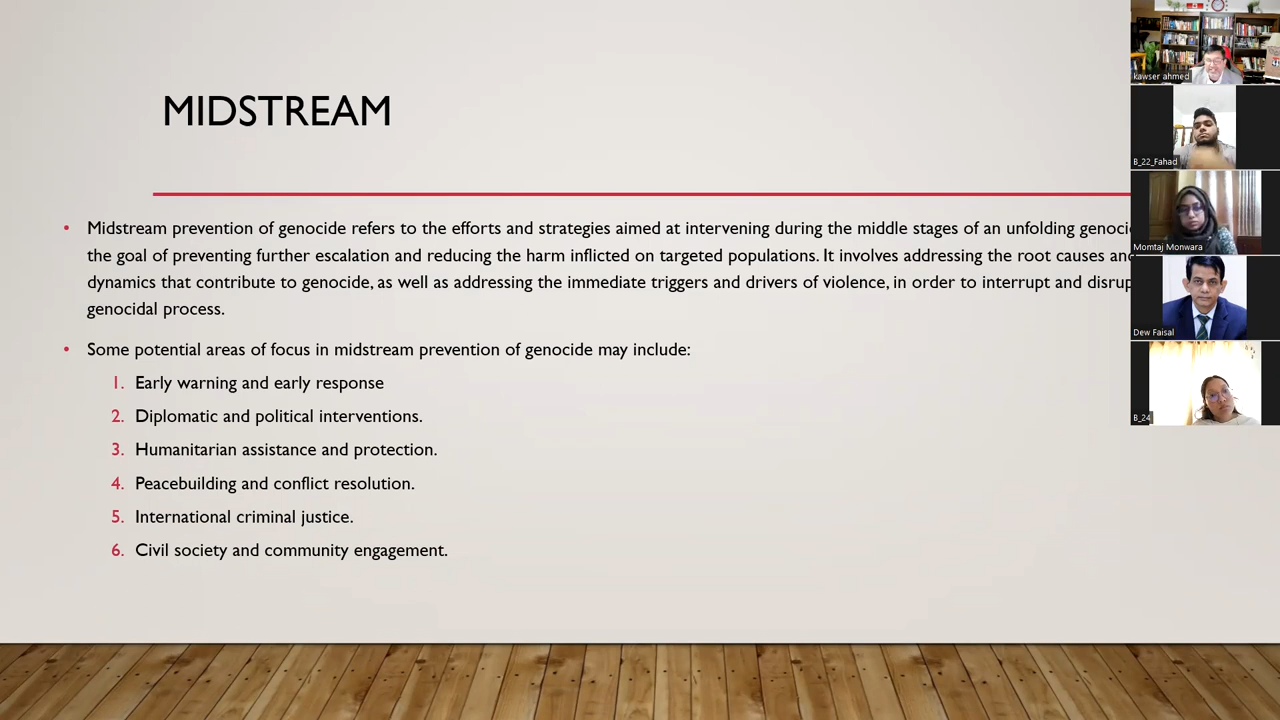 MIDSTREAM
• Midstream prevention of genocide refers to the efforts and strategies aimed at intervening during the middle stages of an unfolding
the goal of preventing further escalation and reducing the harm inflicted on targeted populations. It involves addressing the root causes and
dynamics that contribute to genocide, as well as addressing the immediate triggers and drivers of violence, in order to interrupt and
genocidal process.
• Some potential areas of focus in midstream prevention of genocide may include:
1. Early warning and early response
2. Diplomatic and political interventions.
3. Humanitarian assistance and protection.
4. Peacebuilding and conflict resolution.
5. International criminal justice.
6. Civil society and community engagement.
kawser ahmed
B_22_Fahad
Momtaj Monwara
Dew Faisal
B_24